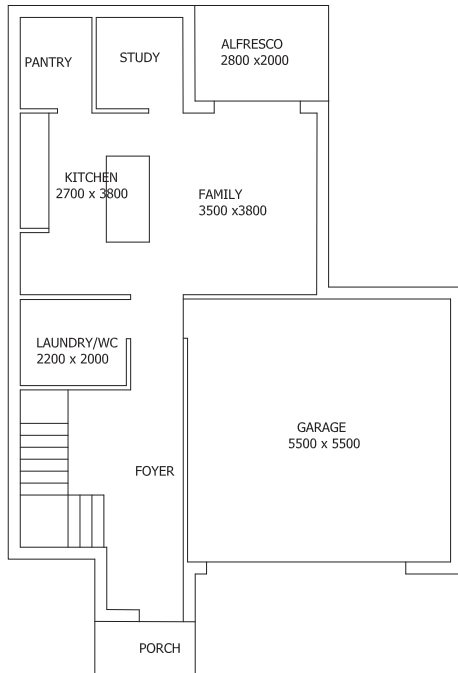 PANTRY
STUDY
ALFRESCO
2800 x2000
KITCHEN
2700 x 3800
FAMILY
3500 x3800
LAUNDRY/WC
2200 x 2000
GARAGE
5500 x 5500
FOYER
PORCH